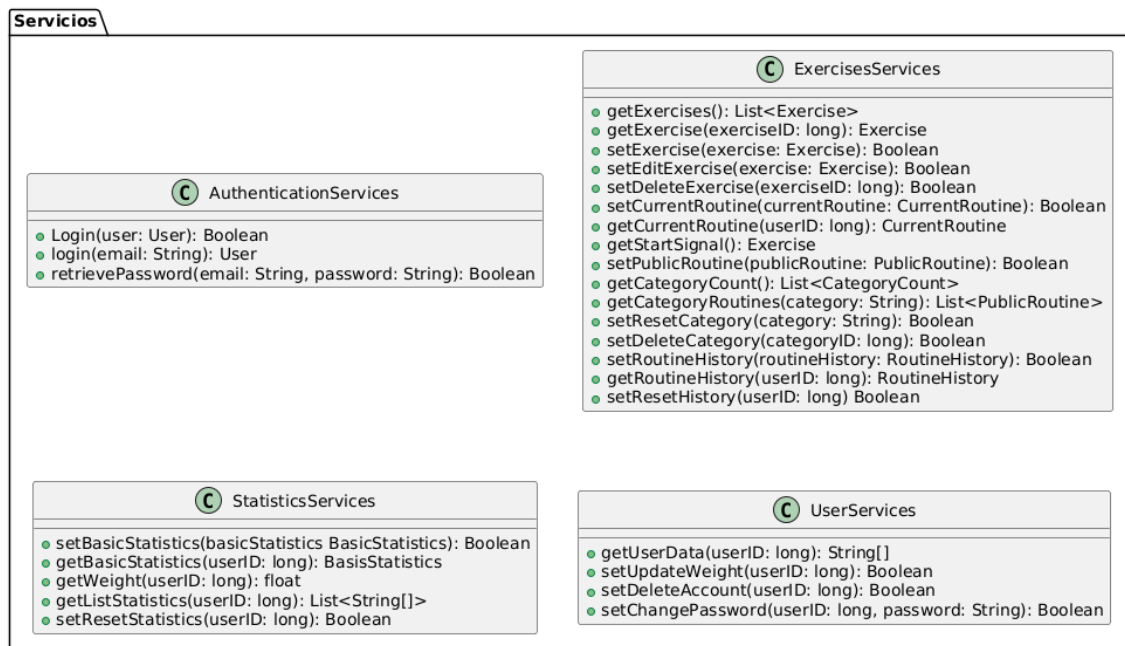 Servicios
ExercisesServices
getExercises(): List<Exercise>
getExercise(exerciseID: long): Exercise
setExercise(exercise: Exercise): Boolean
setEditExercise(exercise: Exercise): Boolean
setDeleteExercise(exerciseID: long): Boolean
setCurrentRoutine(currentRoutine: CurrentRoutine): Boolean
getCurrentRoutine(userID: long): CurrentRoutine
getStartSignal(): Exercise
setPublicRoutine(publicRoutine: PublicRoutine): Boolean
getCategoryCount(): List<CategoryCount>
getCategoryRoutines(category: String): List<PublicRoutine>
setResetCategory(category: String): Boolean
setDeleteCategory(categoryID: long): Boolean
setRoutineHistory(routineHistory: RoutineHistory): Boolean
getRoutineHistory(userID: long): RoutineHistory
setResetHistory(userID: long) Boolean
AuthenticationServices
Login(user: User): Boolean
login(email: String): User
retrievePassword(email: String, password: String): Boolean
StatisticsServices
setBasicStatistics(basicStatistics BasicStatistics): Boolean
getBasicStatistics(userID: long): BasisStatistics
getWeight(userID: long): float
getListStatistics(userID: long): List<String[]>
setResetStatistics(userID: long): Boolean
UserServices
getUserData(userID: long): String[]
setUpdateWeight(userID: long): Boolean
setDeleteAccount(userID: long): Boolean
setChangePassword(userID: long, password: String): Boolean
C
C
C
C